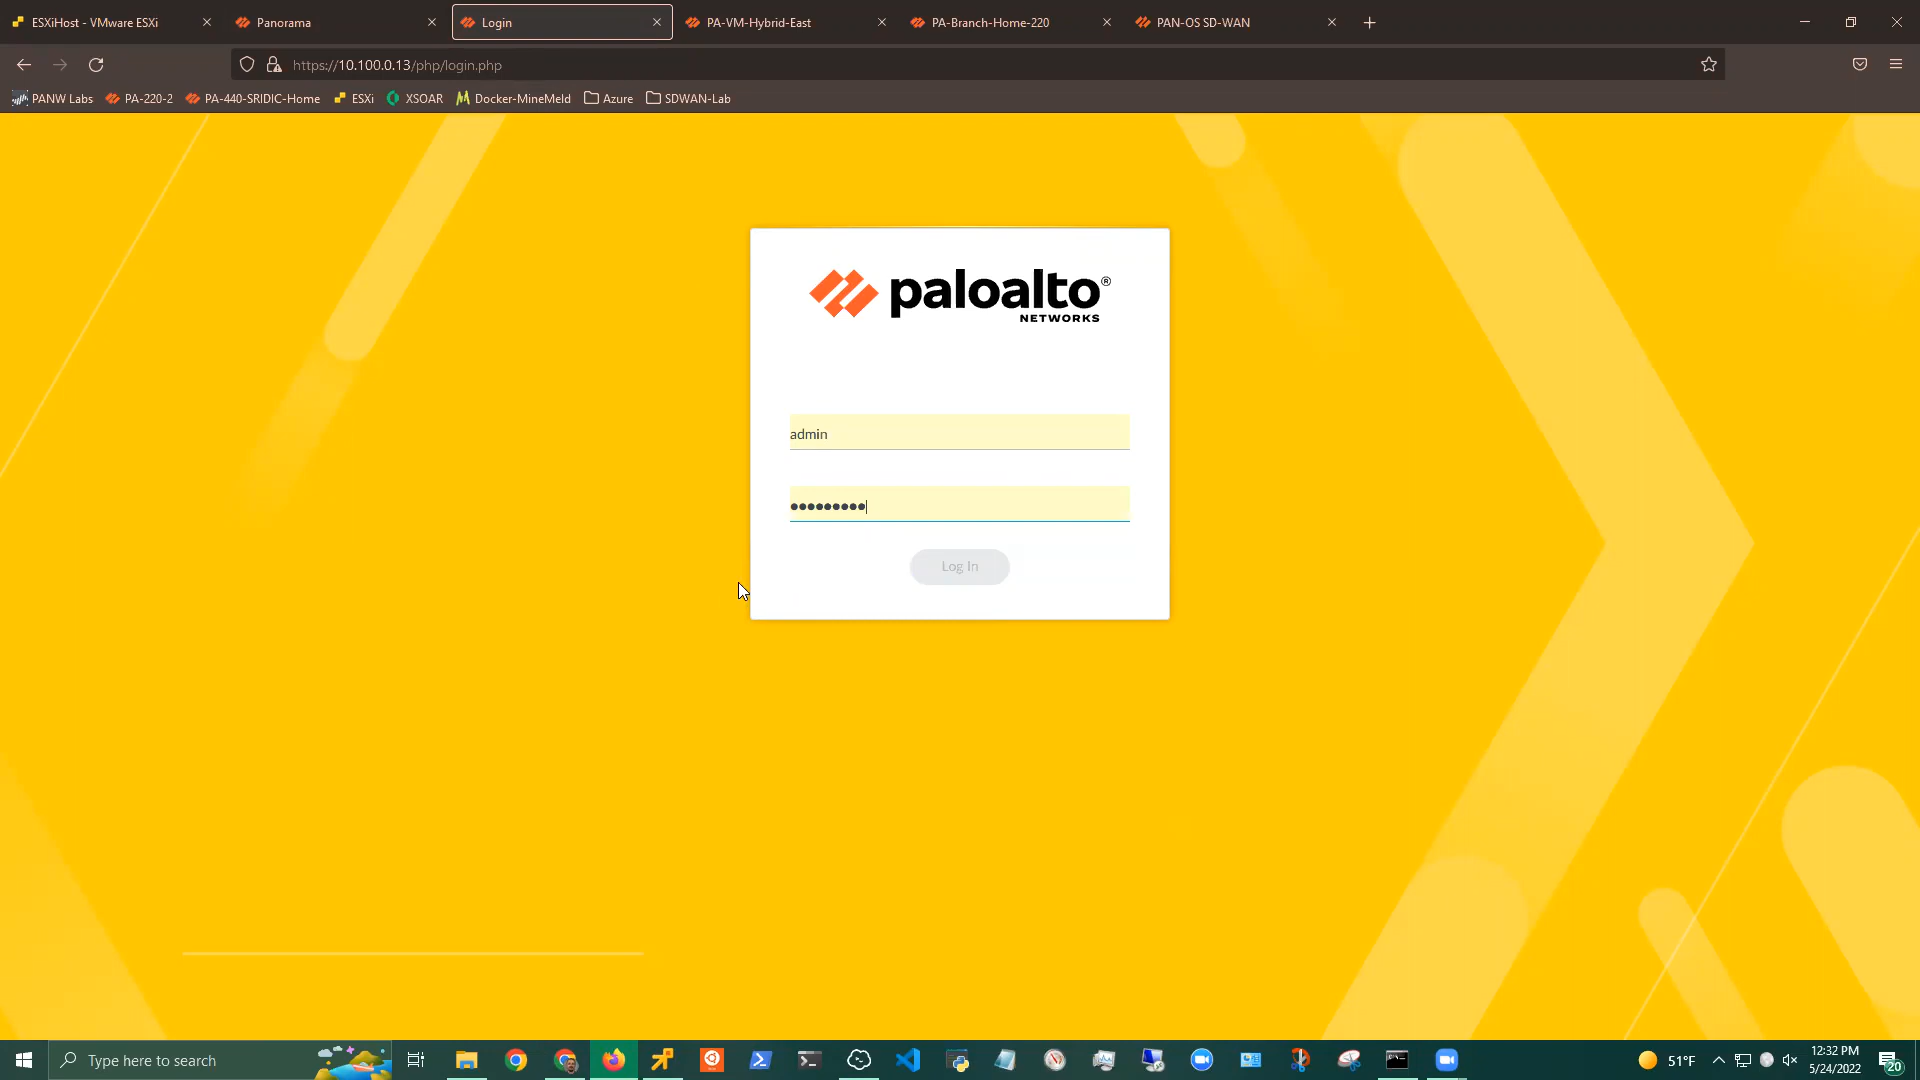 ESXiHost - VMware ESXi
Panorama
Login
PA-VM-Hybrid-East
PA-Branch-Home-220
PAN-OS SD-WAN
https://10.100.0.13/php/login.php
PANW Labs
PA-220-2
PA-440-SRIDIC-Home
ESXi
XSOAR
Docker-MineMeld
Azure
SDWAN-Lab
paloalto®
NETWORKS
admin
•••••••••
Log In
Type here to search
51°F
12:32 PM
5/24/2022
20